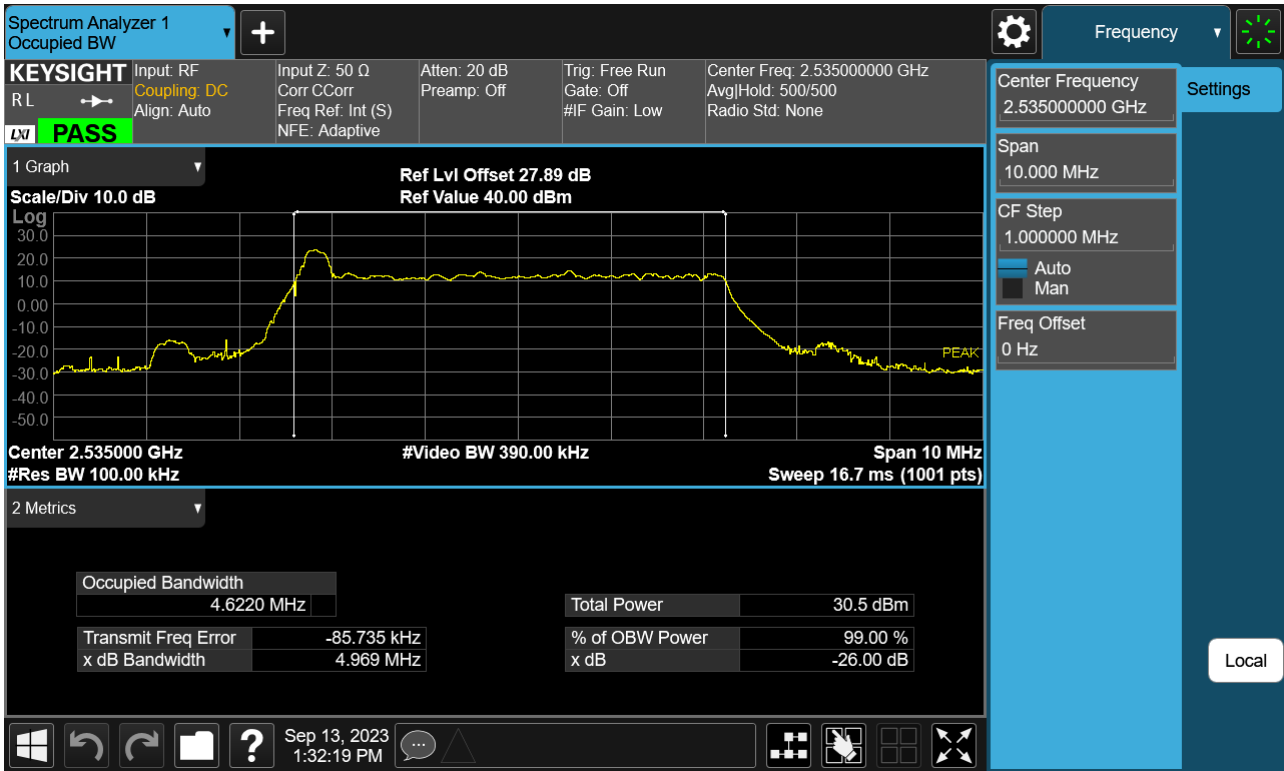 Spectrum Analyzer 1
Occupied BW
Frequency
KEYSIGHT
R L
LXI
PASS
Input: RF
Coupling: DC
Align: Auto
Input Z: 50 Ω
Corr CCorr
Freq Ref: Int (S)
NFE: Adaptive
Atten: 20 dB
Preamp: Off
Trig: Free Run
Gate: Off
#IF Gain: Low
Center Freq: 2.535000000 GHz
Avg|Hold: 500/500
Radio Std: None
Center Frequency
2.535000000 GHz
Settings
Span
10.000 MHz
CF Step
1.000000 MHz
Auto
Man
Freq Offset
0 Hz
1 Graph
Scale/Div 10.0 dB
Ref Lvl Offset 27.89 dB
Ref Value 40.00 dBm
Log
30.0
20.0
10.0
0.00
-10.0
-20.0
-30.0
-40.0
-50.0
PEAK
Center 2.535000 GHz
#Video BW 390.00 kHz
Span 10 MHz
#Res BW 100.00 kHz
Sweep 16.7 ms (1001 pts)
2 Metrics
Occupied Bandwidth
4.6220 MHz
Total Power 30.5 dBm
Transmit Freq Error -85.735 kHz
% of OBW Power 99.00 %
x dB Bandwidth 4.969 MHz
x dB -26.00 dB
Local
?
Sep 13, 2023
1:32:19 PM